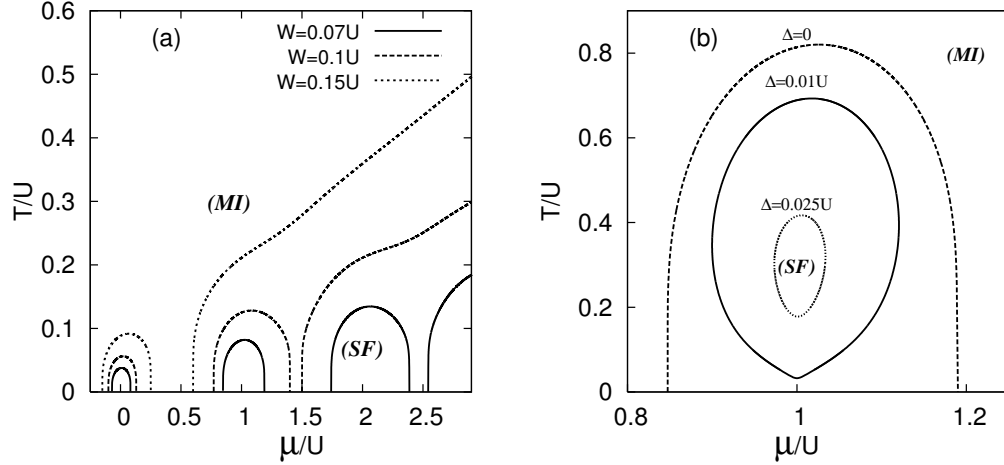 (a)
W=0.07U
W=0.1U
W=0.15U
(MI)
(SF)
T/U
0.6
0.5
0.4
0.3
0.2
0.1
0
0 0.5 1 1.5 2 2.5
μ/U
(b)
Δ=0
(MI)
Δ=0.01U
Δ=0.025U
(SF)
T/U
0.8
0.6
0.4
0.2
0
0.8 1 1.2
μ/U